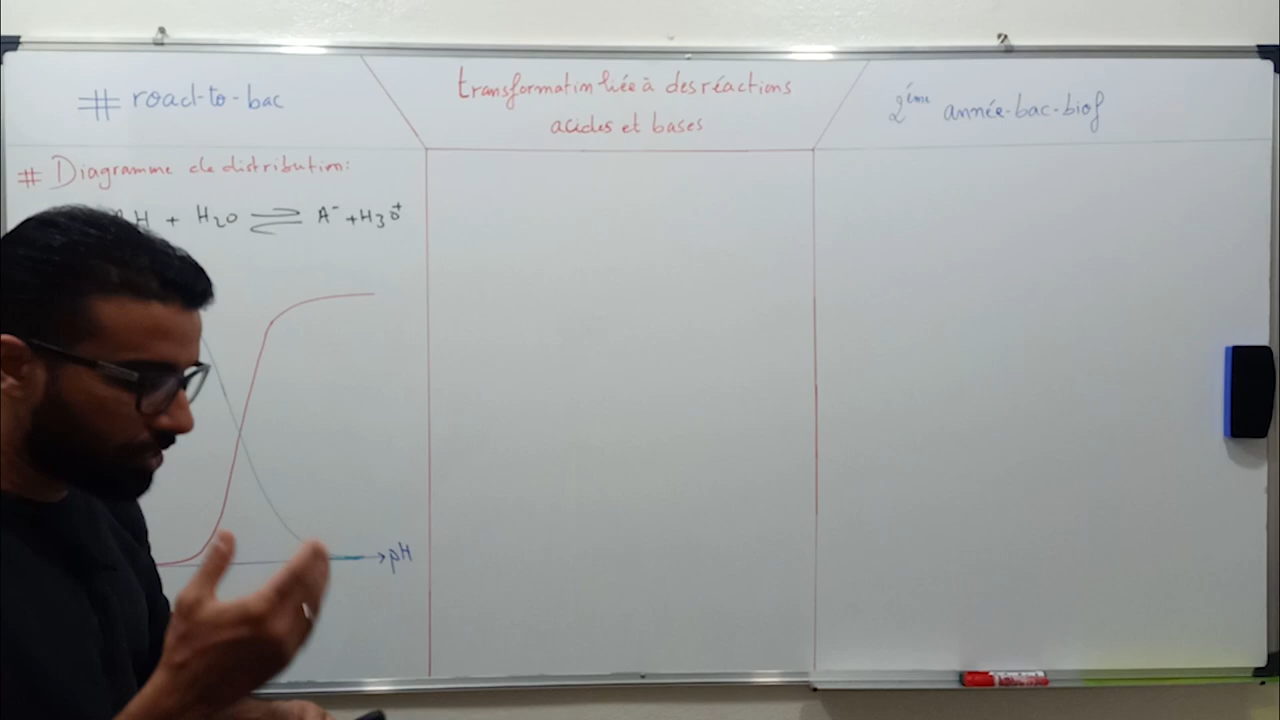 # road-to-bac
transformation liée à des réactions
acides et bases
2ème année-bac-biof
# Diagramme de distribution:
AH + H2O ⇌ A⁻ + H3O⁺
pH